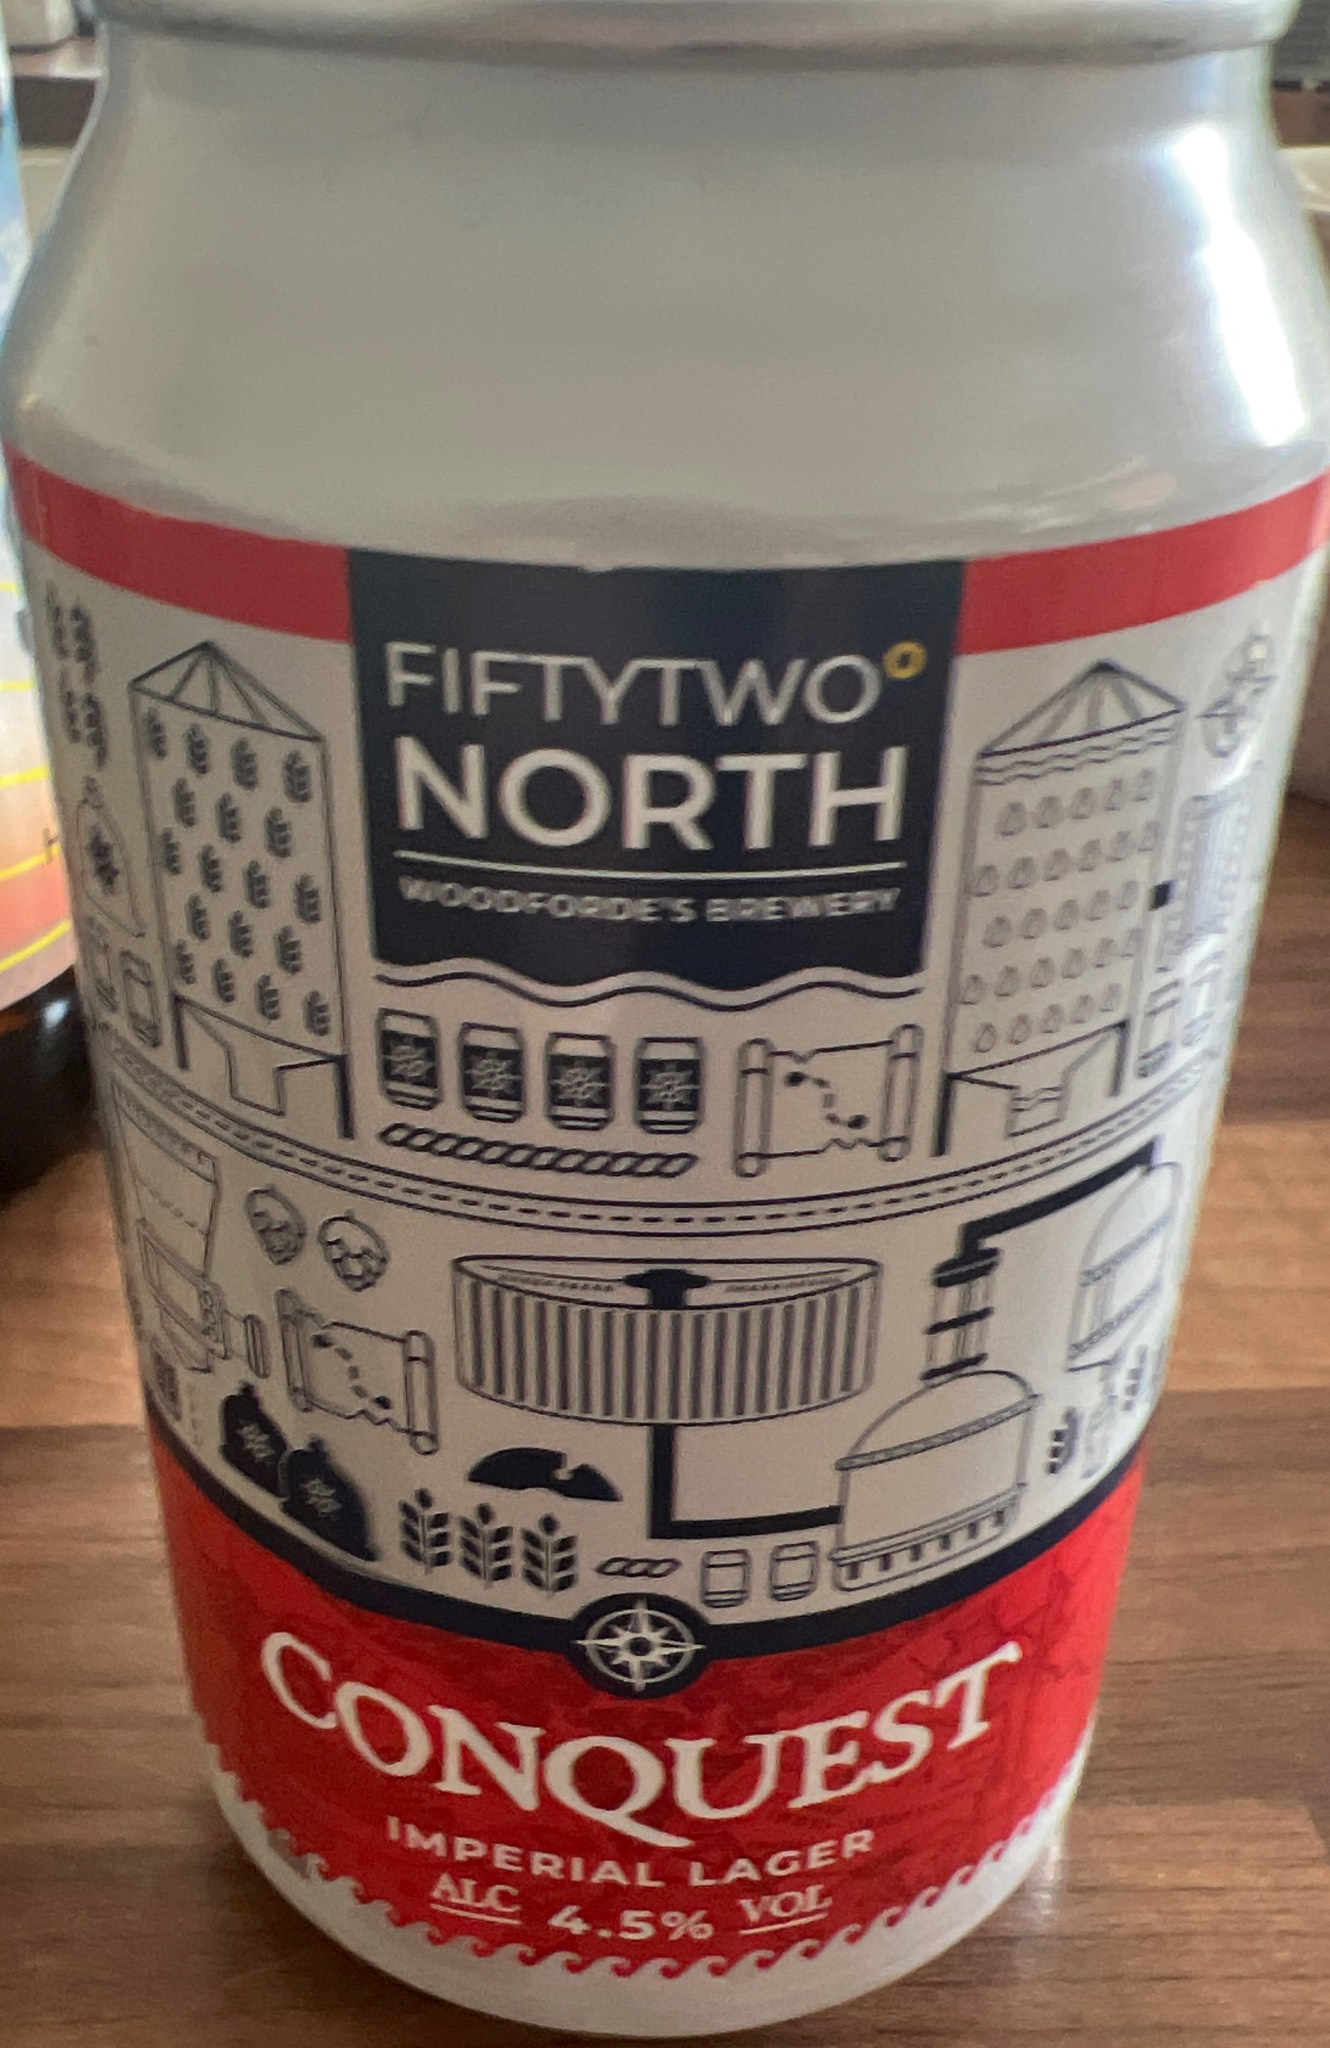 FIFTYTWO°
NORTH
WOODFORDE'S BREWERY
CONQUEST
IMPERIAL LAGER
ALC 4.5% VOL